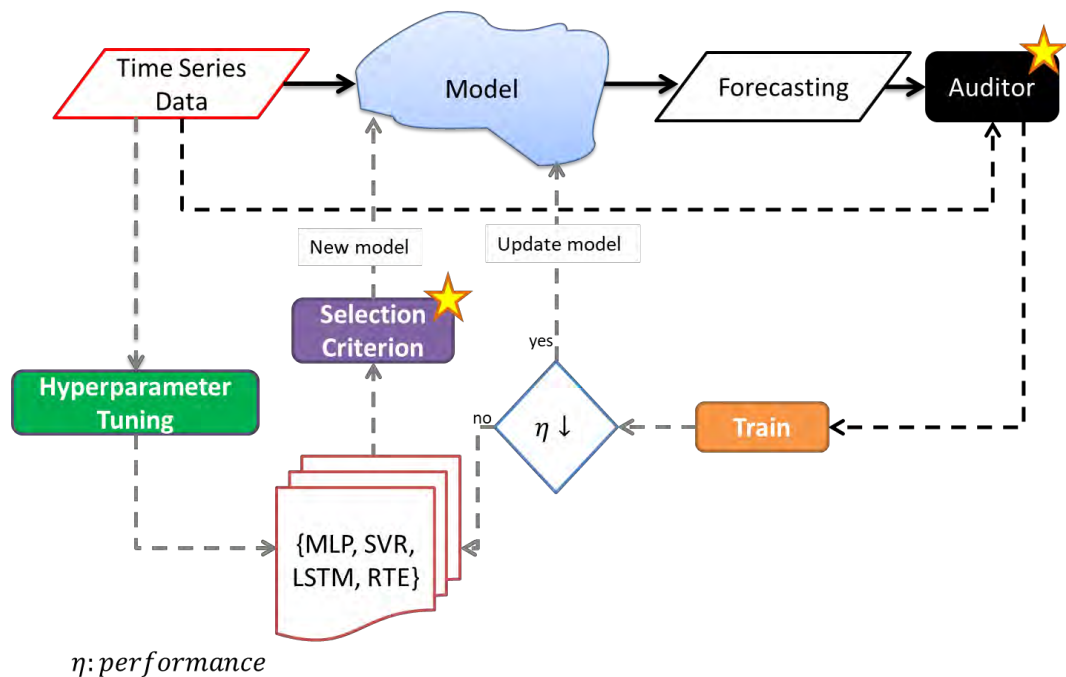 Time Series
Data
Model
Forecasting
Auditor
New model
Update model
Selection
Criterion
yes
Hyperparameter
Tuning
no
η ↓
Train
{MLP, SVR,
LSTM, RTE}
η: performance